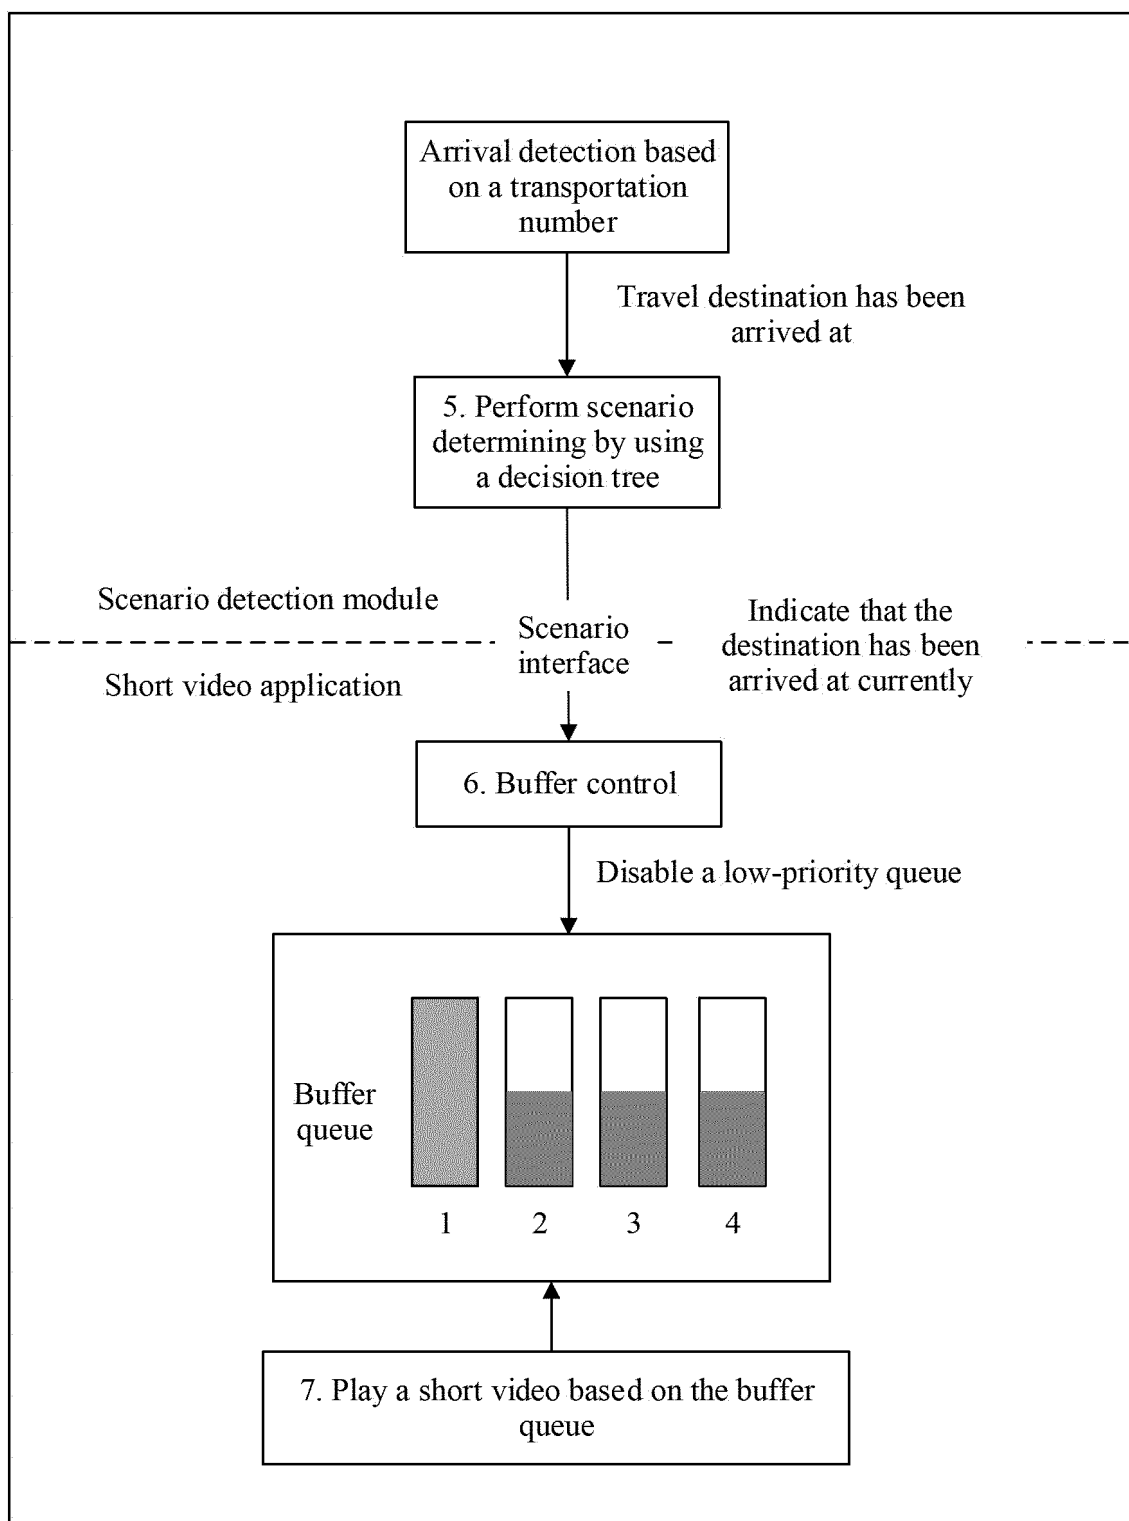 Arrival detection based
on a transportation
number
Travel destination has been
arrived at
5. Perform scenario
determining by using
a decision tree
Scenario detection module
Scenario
interface
Indicate that the
destination has been
arrived at currently
Short video application
6. Buffer control
Disable a low-priority queue
Buffer
queue
1 2 3 4
7. Play a short video based on the buffer
queue